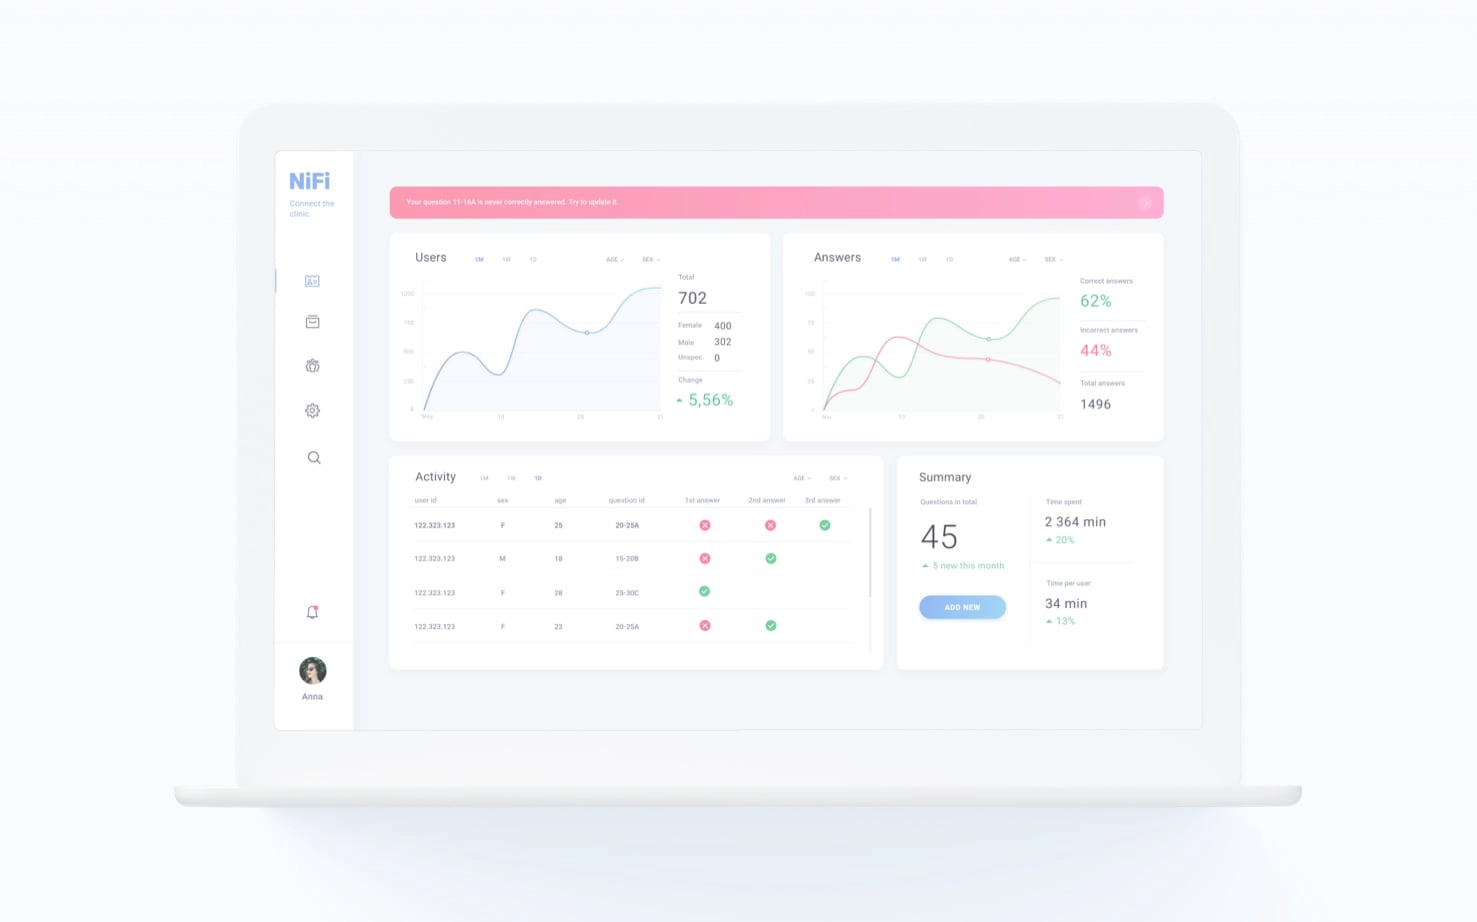 NiFi
Connect the
clinic
Your question 11-16A is never correctly answered. Try to update it.
Users
1M 1W 1D
AGE SEX
1000
750
500
250
0
May 10 20 31
Total
702
Female 400
Male 302
Unspec. 0
Change
5,56%
Answers
1M 1W 1D
AGE SEX
100
75
50
25
0
May 10 20 31
Correct answers
62%
Incorrect answers
44%
Total answers
1496
Activity
1M 1W 1D
AGE SEX
user id sex age question id 1st answer 2nd answer 3rd answer
122.323.123 F 25 20-25A
122.323.123 M 18 15-20B
122.323.123 F 28 25-30C
122.323.123 F 23 20-25A
Summary
Questions in total
45
5 new this month
ADD NEW
Time spent
2 364 min
20%
Time per user
34 min
13%
Anna